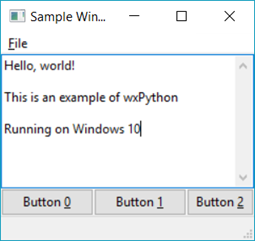 Sample Win...
File
Hello, world!
This is an example of wxPython
Running on Windows 10
Button 0
Button 1
Button 2